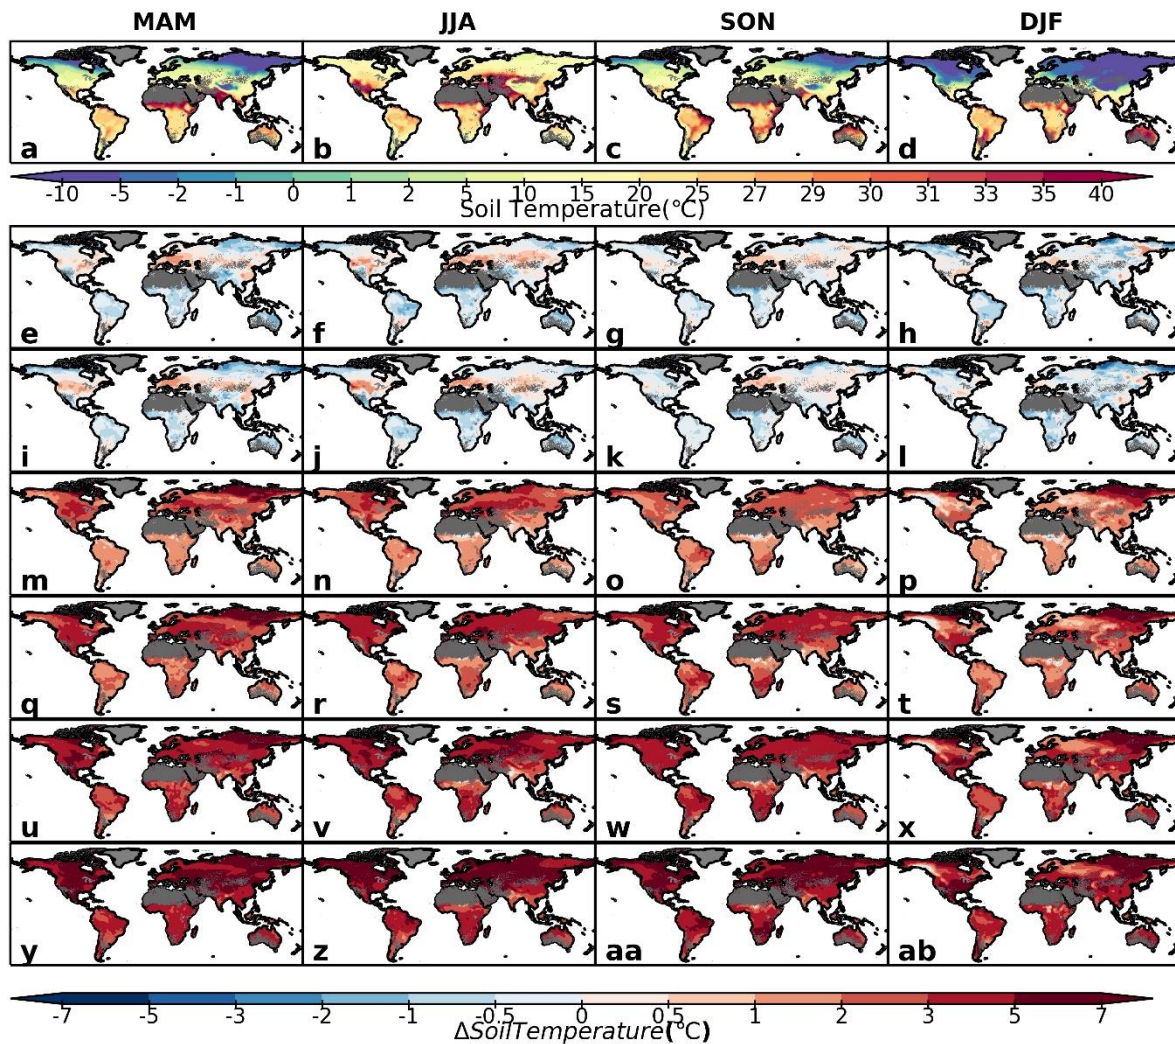 MAM JJA SON DJF
a b c d
-10 -5 -2 -1 0 1 2 5 10 15 20 25 27 29 30 31 33 35 40
Soil Temperature(°C)
e f g h
i j k l
m n o p
q r s t
u v w x
y z aa ab
-7 -5 -3 -2 -1 -0.5 0 0.5 1 2 3 5 7
ΔSoilTemperature(°C)